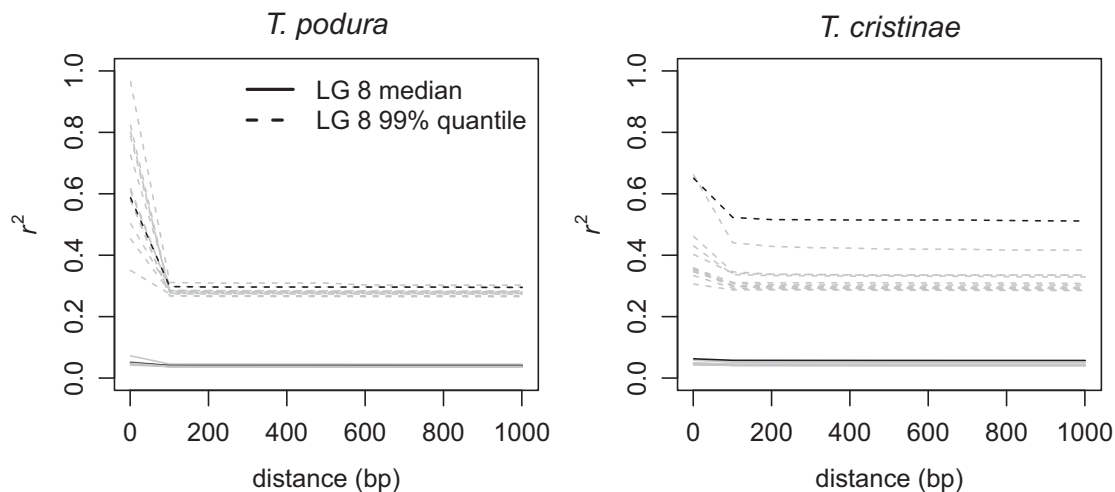 T. podura
1.0
0.8
0.6
0.4
0.2
0.0
r²
LG 8 median
LG 8 99% quantile
0 200 400 600 800 1000
distance (bp)
T. cristinae
1.0
0.8
0.6
0.4
0.2
0.0
r²
0 200 400 600 800 1000
distance (bp)